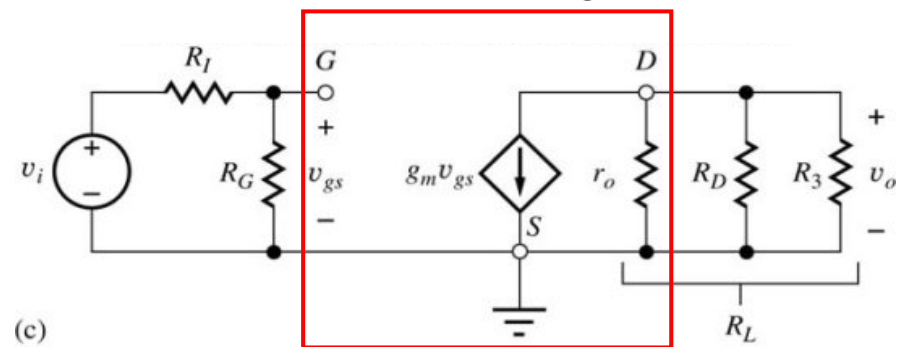 R_I
G
D
+
−
v_i
R_G
+
v_gs
−
g_m v_gs
S
r_o
R_D
R_3
+
v_o
−
R_L
(c)